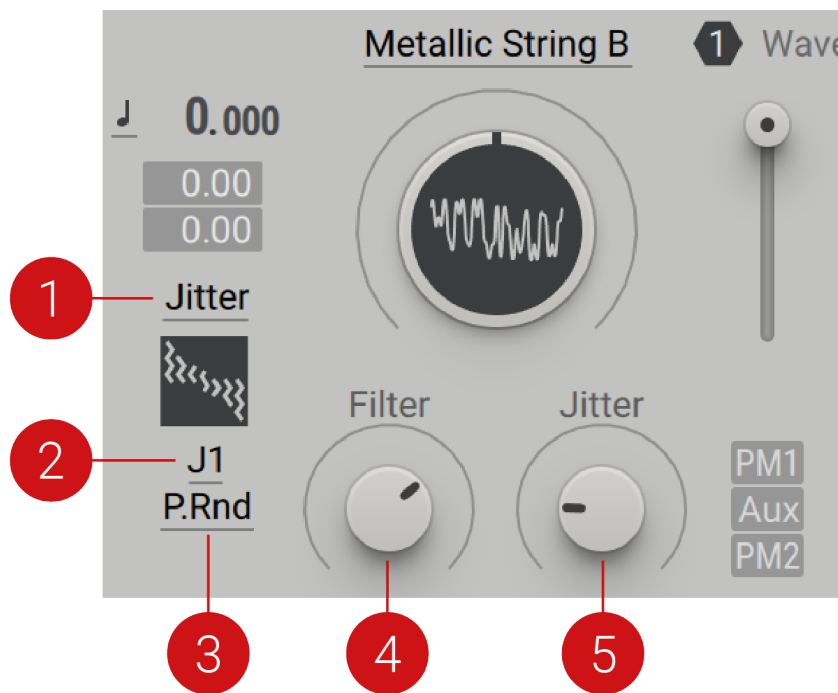 Metallic String B
1
0.000
0.00
0.00
1
Jitter
Filter
Jitter
2
J1
P.Rnd
PM1
Aux
PM2
3
4
5